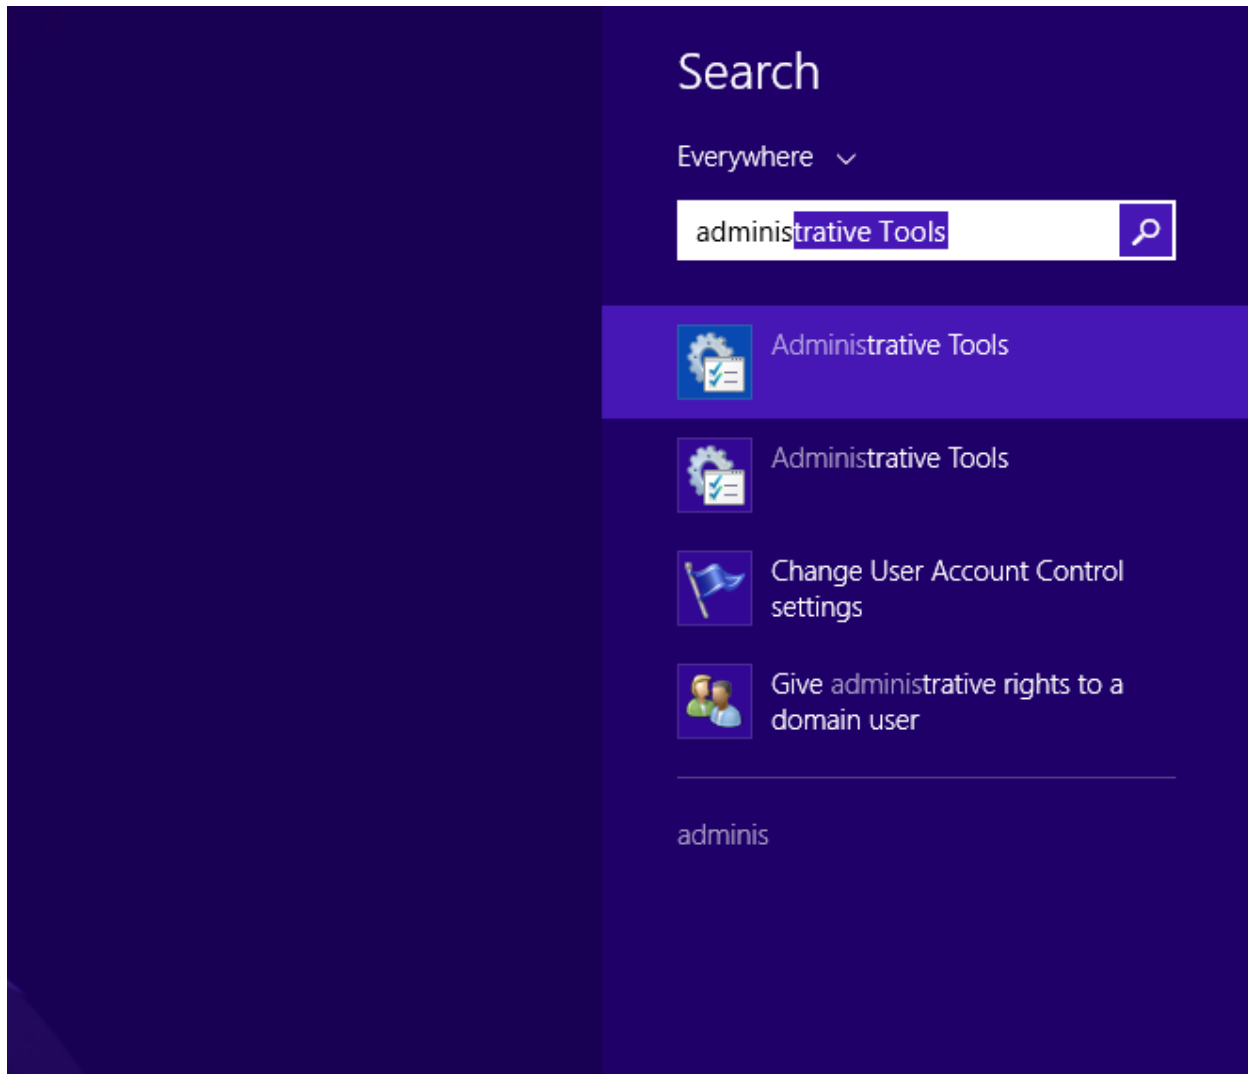 Search
Everywhere
administrative Tools
Administrative Tools
Administrative Tools
Change User Account Control
settings
Give administrative rights to a
domain user
adminis